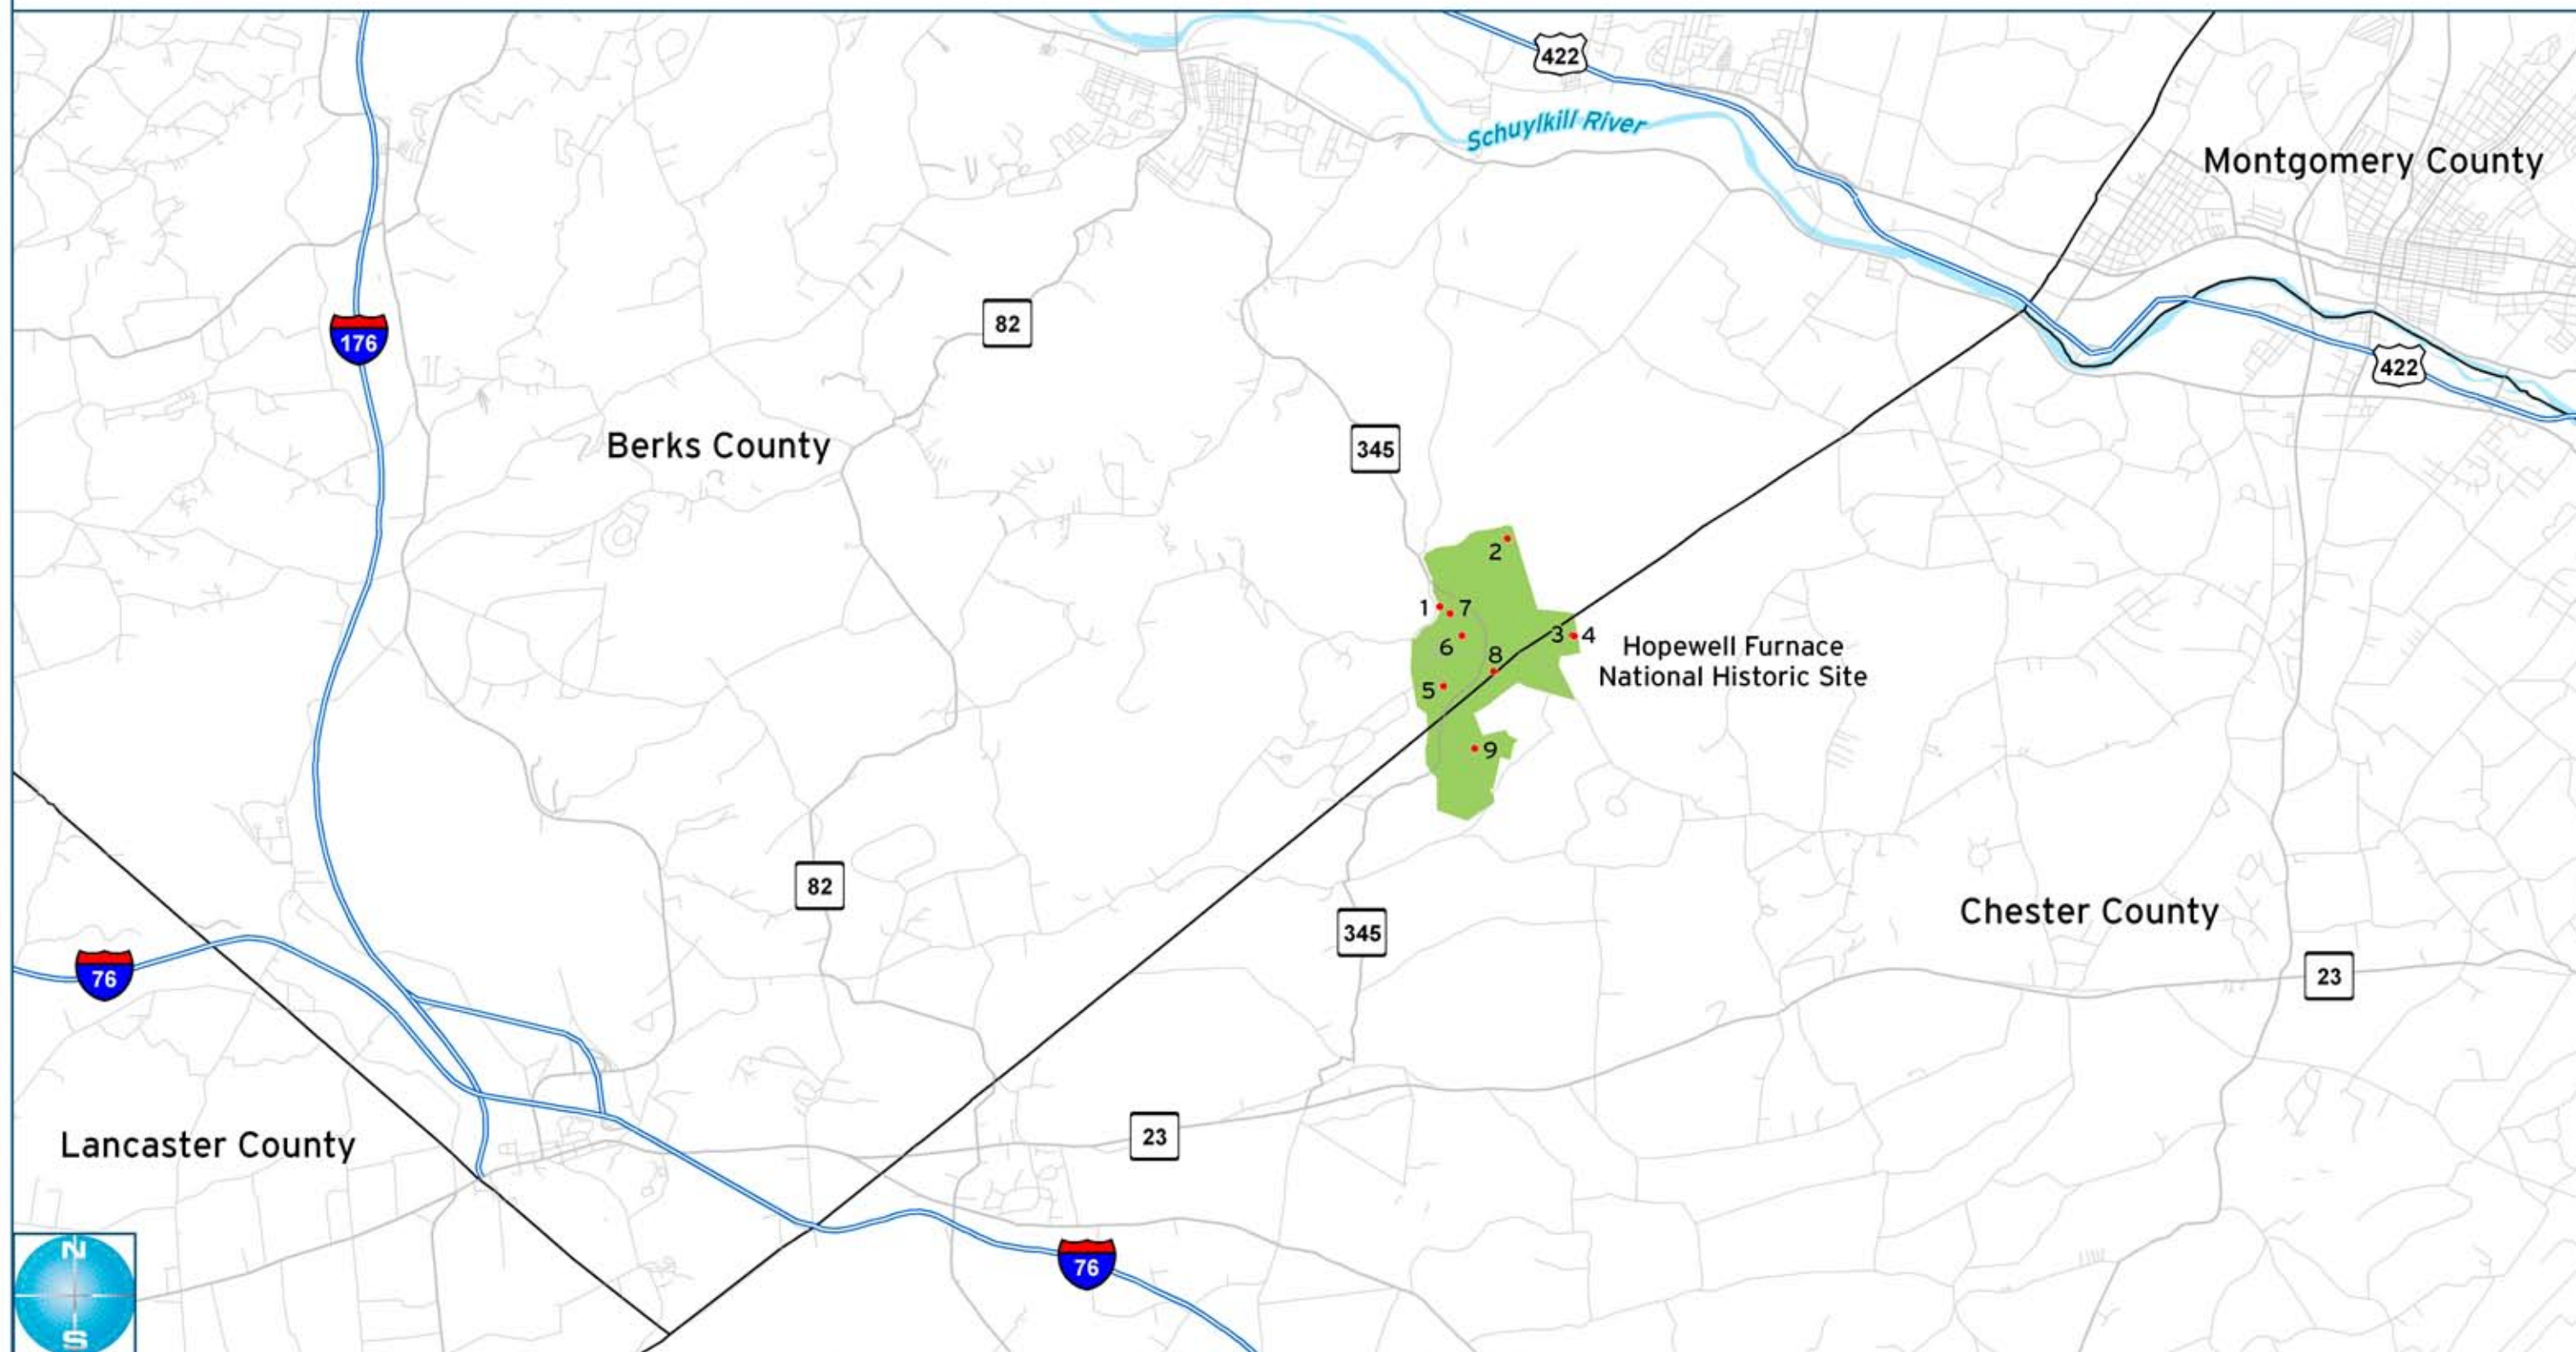 422
Schuylkill River
Montgomery County
82
176
422
Berks County
345
2
1
7
3
4
6
8
Hopewell Furnace
National Historic Site
5
9
82
345
Chester County
76
23
23
Lancaster County
76
N
S